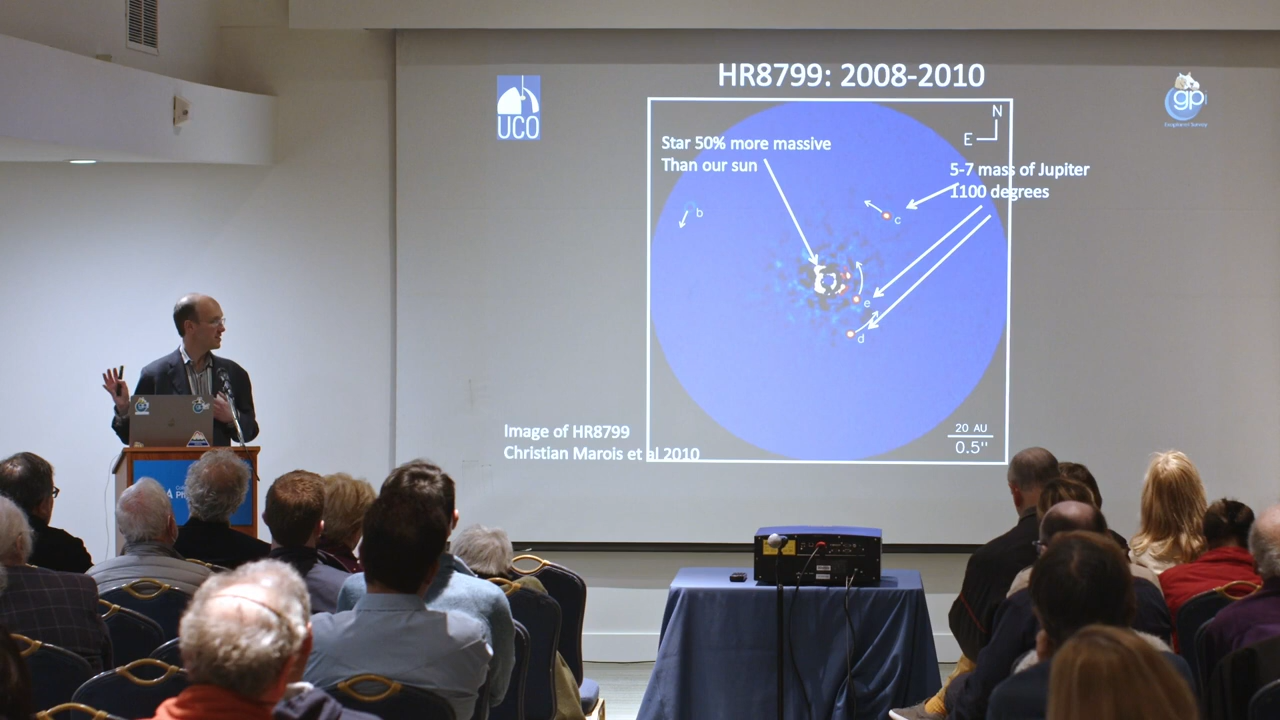 HR8799: 2008-2010
UCO
gpi
N
E
Star 50% more massive
Than our sun
5-7 mass of Jupiter
1100 degrees
b
c
e
d
20 AU
0.5"
Image of HR8799
Christian Marois et al 2010